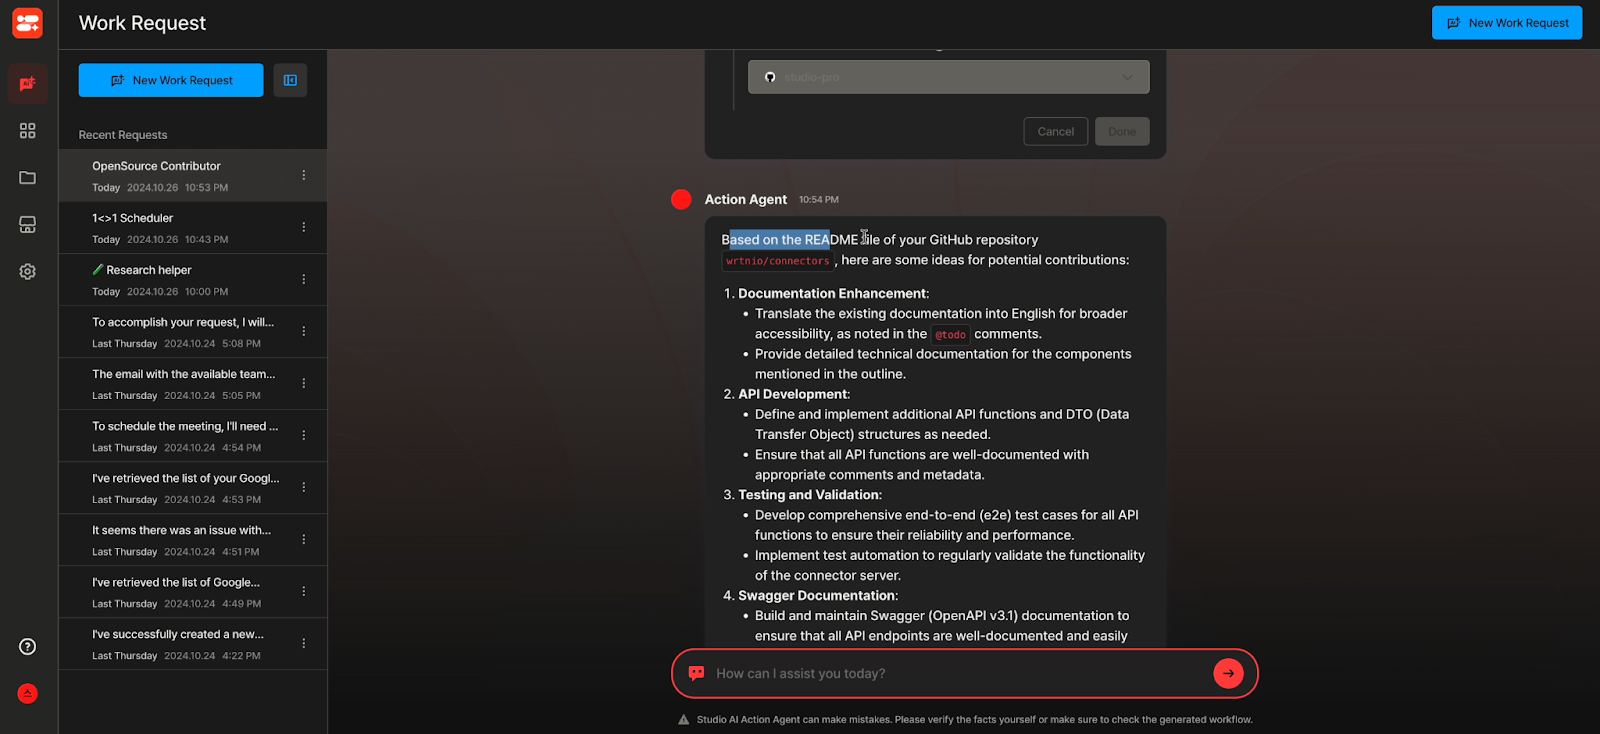 Work Request
New Work Request
New Work Request
Recent Requests
OpenSource Contributor
Today 2024.10.26 10:53 PM
1<>1 Scheduler
Today 2024.10.26 10:43 PM
Research helper
Today 2024.10.26 10:00 PM
To accomplish your request, I will...
Last Thursday 2024.10.24 5:08 PM
The email with the available team...
Last Thursday 2024.10.24 5:05 PM
To schedule the meeting, I'll need ...
Last Thursday 2024.10.24 4:54 PM
I've retrieved the list of your Googl...
Last Thursday 2024.10.24 4:53 PM
It seems there was an issue with...
Last Thursday 2024.10.24 4:51 PM
I've retrieved the list of Google...
Last Thursday 2024.10.24 4:49 PM
I've successfully created a new...
Last Thursday 2024.10.24 4:22 PM
studio-pro
Cancel
Done
Action Agent 10:54 PM
Based on the README file of your GitHub repository
wrtnio/connectors, here are some ideas for potential contributions:
1. Documentation Enhancement:
• Translate the existing documentation into English for broader
accessibility, as noted in the @todo comments.
• Provide detailed technical documentation for the components
mentioned in the outline.
2. API Development:
• Define and implement additional API functions and DTO (Data
Transfer Object) structures as needed.
• Ensure that all API functions are well-documented with
appropriate comments and metadata.
3. Testing and Validation:
• Develop comprehensive end-to-end (e2e) test cases for all API
functions to ensure their reliability and performance.
• Implement test automation to regularly validate the functionality
of the connector server.
4. Swagger Documentation:
• Build and maintain Swagger (OpenAPI v3.1) documentation to
ensure that all API endpoints are well-documented and easily
How can I assist you today?
Studio AI Action Agent can make mistakes. Please verify the facts yourself or make sure to check the generated workflow.